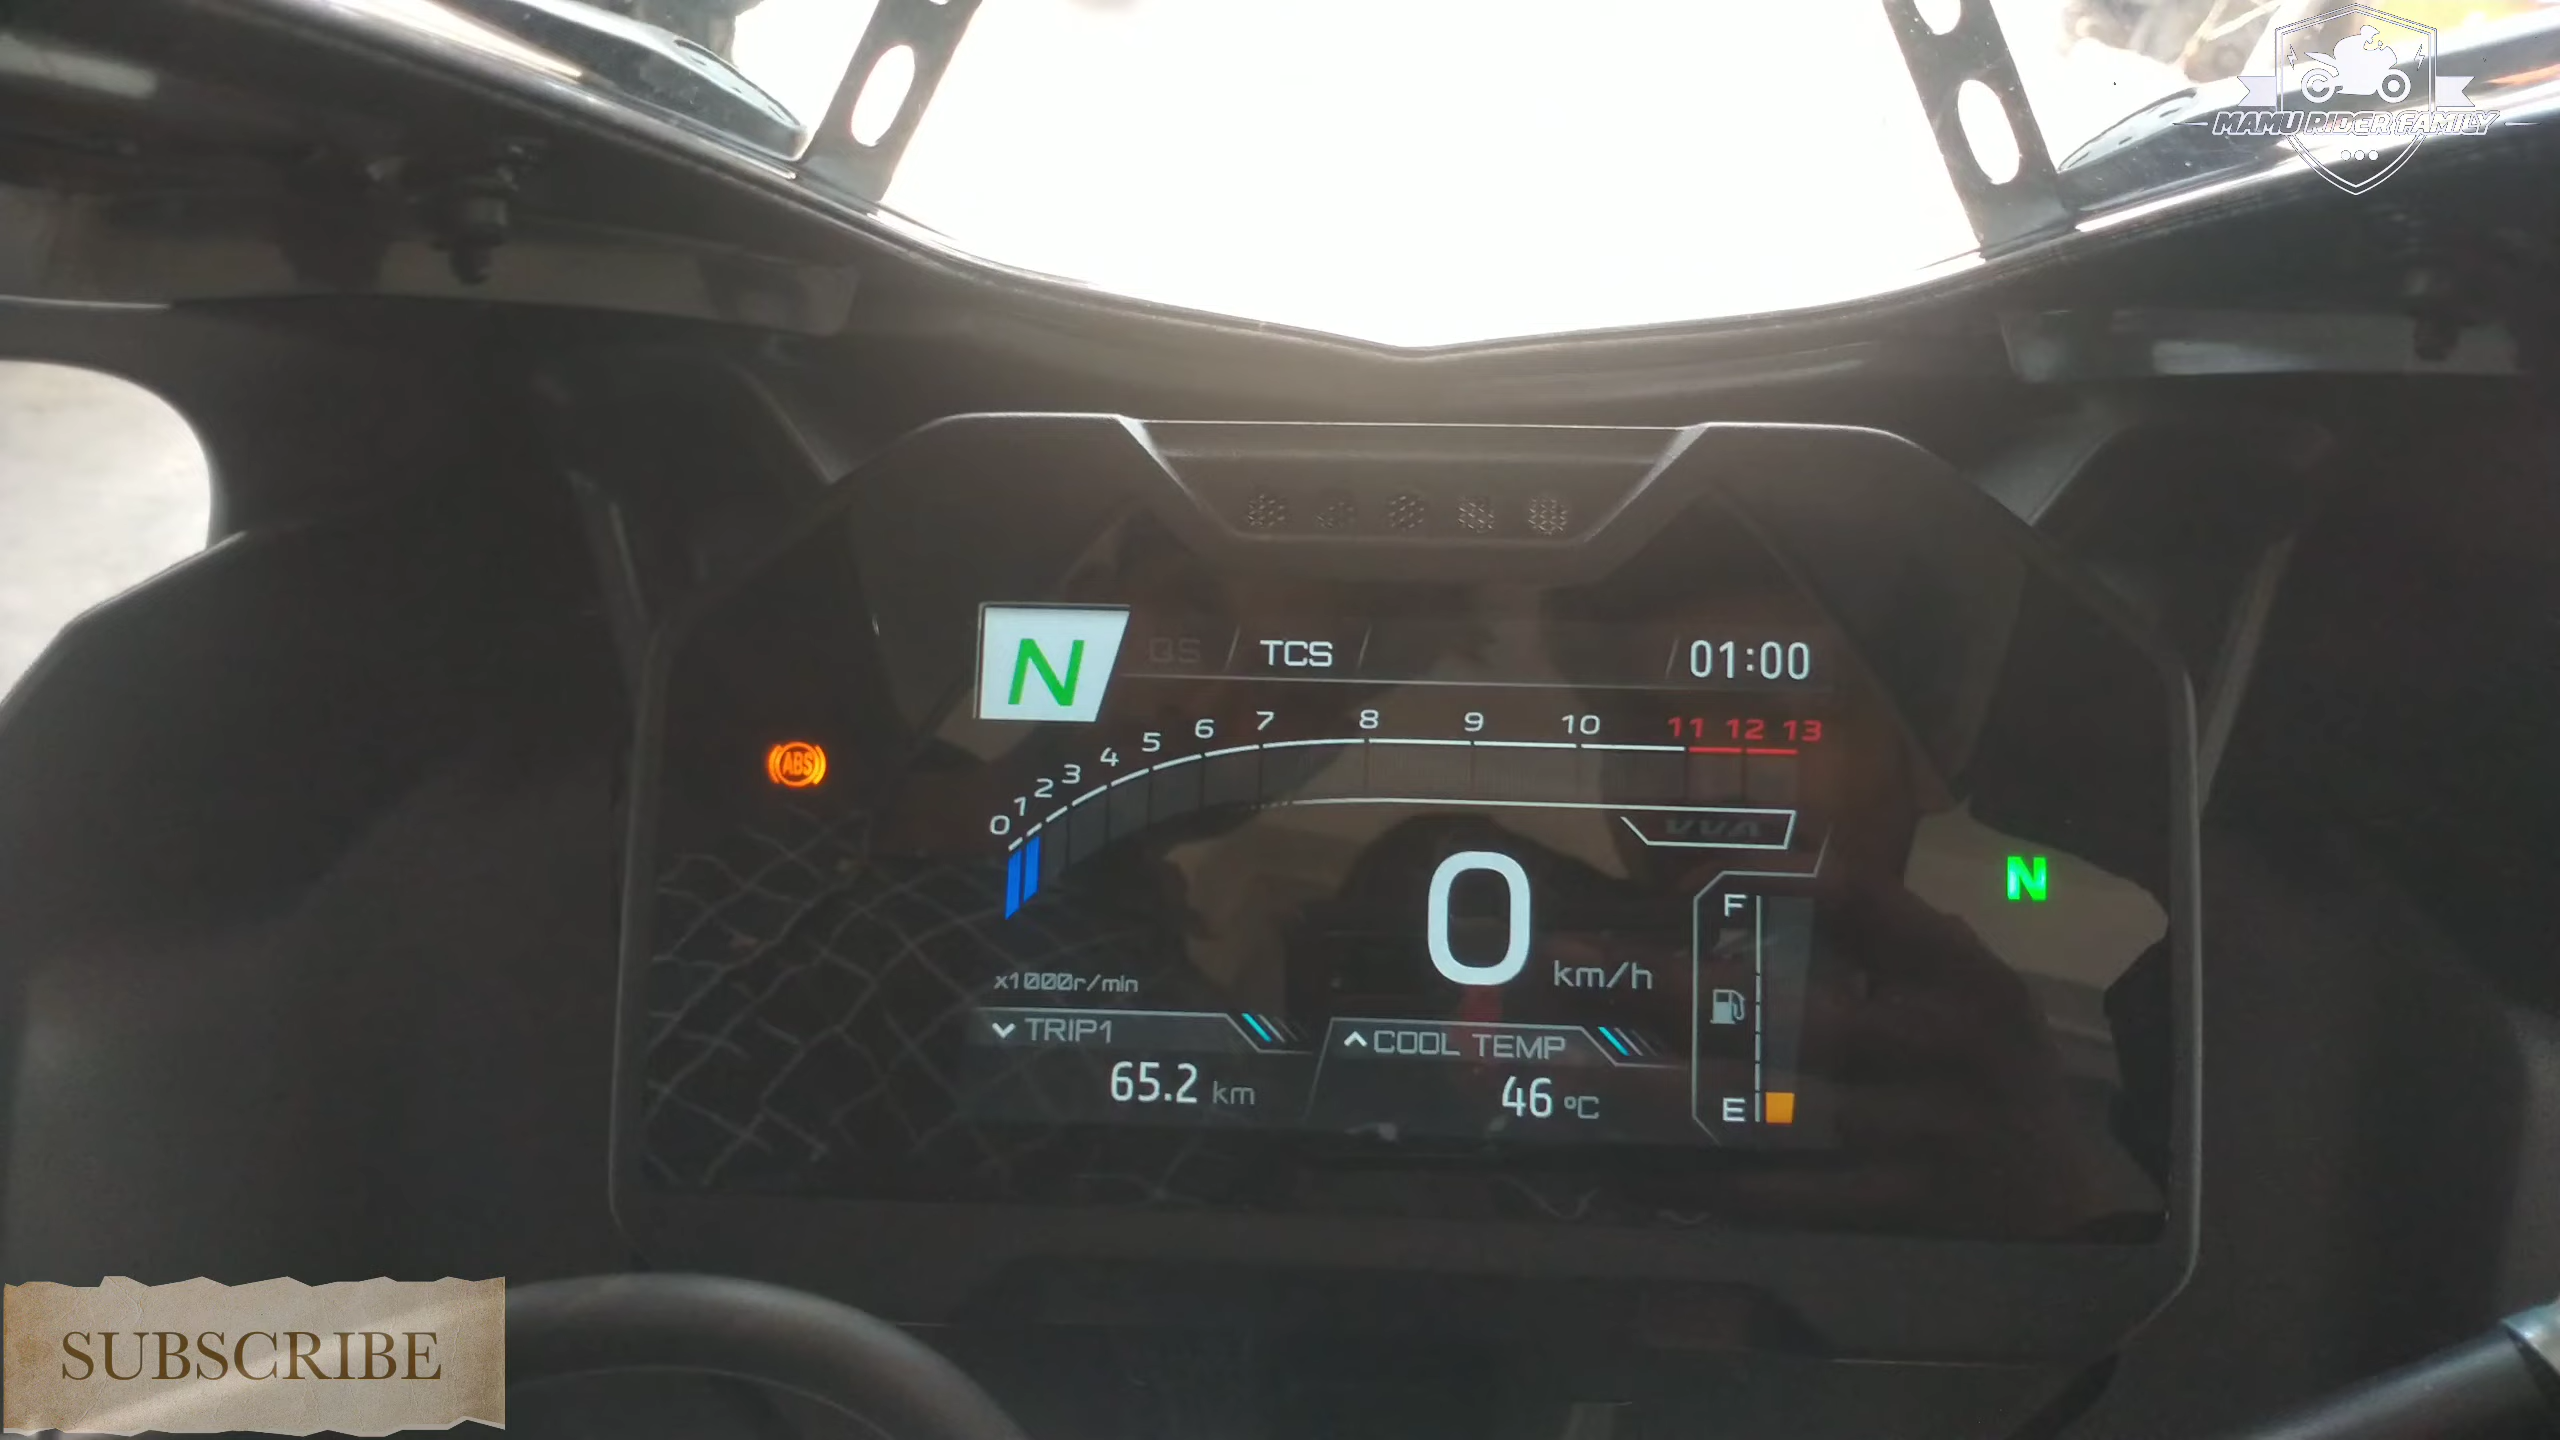 MAMU RIDER FAMILY
N QS TCS 01:00
0 1 2 3 4 5 6 7 8 9 10 11 12 13
ABS
VVA
N
0 km/h
F
x1000r/min
TRIP1
65.2 km
COOL TEMP
46 °C
E
SUBSCRIBE